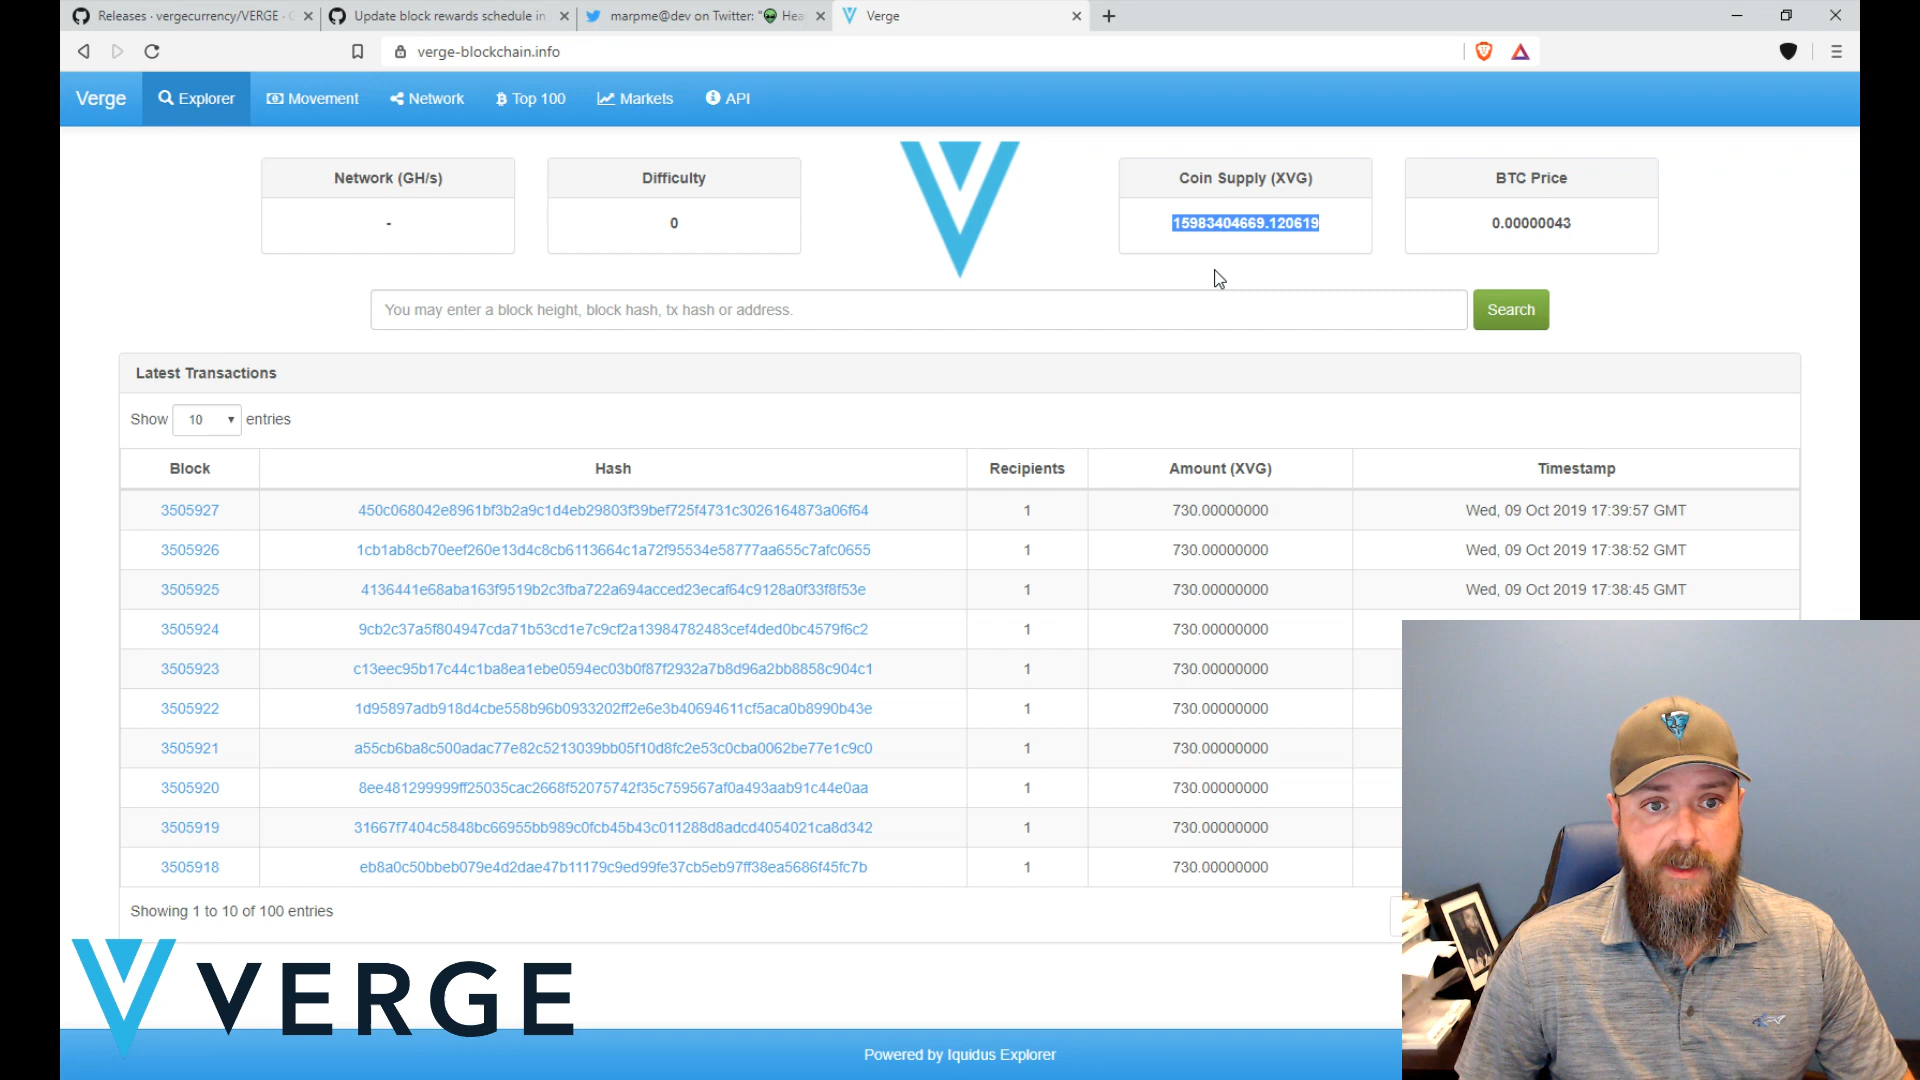 Releases · vergecurrency/VERGE ·
Update block rewards schedule in
marpme@dev on Twitter: "👽 Hea
Verge
verge-blockchain.info
Verge
Explorer
Movement
Network
Top 100
Markets
API
Network (GH/s)
-
Difficulty
0
Coin Supply (XVG)
15983404669.120619
BTC Price
0.00000043
You may enter a block height, block hash, tx hash or address.
Search
Latest Transactions
Show 10 entries
Block Hash Recipients Amount (XVG) Timestamp
3505927 450c068042e8961bf3b2a9c1d4eb29803f39bef725f4731c3026164873a06f64 1 730.00000000 Wed, 09 Oct 2019 17:39:57 GMT
3505926 1cb1ab8cb70eef260e13d4c8cb6113664c1a72f95534e58777aa655c7afc0655 1 730.00000000 Wed, 09 Oct 2019 17:38:52 GMT
3505925 4136441e68aba163f9519b2c3fba722a694acced23ecaf64c9128a0f33f8f53e 1 730.00000000 Wed, 09 Oct 2019 17:38:45 GMT
3505924 9cb2c37a5f804947cda71b53cd1e7c9cf2a13984782483cef4ded0bc4579f6c2 1 730.00000000
3505923 c13eec95b17c44c1ba8ea1ebe0594ec03b0f87f2932a7b8d96a2bb8858c904c1 1 730.00000000
3505922 1d95897adb918d4cbe558b96b0933202ff2e6e3b40694611cf5aca0b8990b43e 1 730.00000000
3505921 a55cb6ba8c500adac77e82c5213039bb05f10d8fc2e53c0cba0062be77e1c9c0 1 730.00000000
3505920 8ee481299999ff25035cac2668f52075742f35c759567af0a493aab91c44e0aa 1 730.00000000
3505919 31667f7404c5848bc66955bb989c0fcb45b43c011288d8adcd4054021ca8d342 1 730.00000000
3505918 eb8a0c50bbeb079e4d2dae47b11179c9ed99fe37cb5eb97ff38ea5686f45fc7b 1 730.00000000
Showing 1 to 10 of 100 entries
VERGE
Powered by Iquidus Explorer